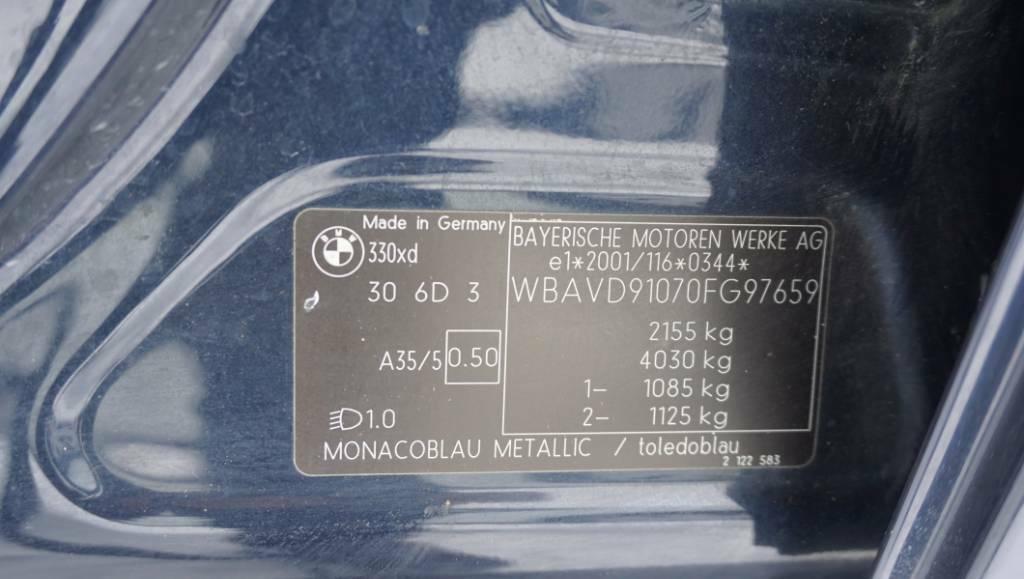 Made in Germany
BMW
330xd
30 6D 3
A35/5 0.50
1.0
BAYERISCHE MOTOREN WERKE AG
e1*2001/116*0344*
WBAVD91070FG97659
2155 kg
4030 kg
1- 1085 kg
2- 1125 kg
MONACOBLAU METALLIC / toledoblau
2 122 583